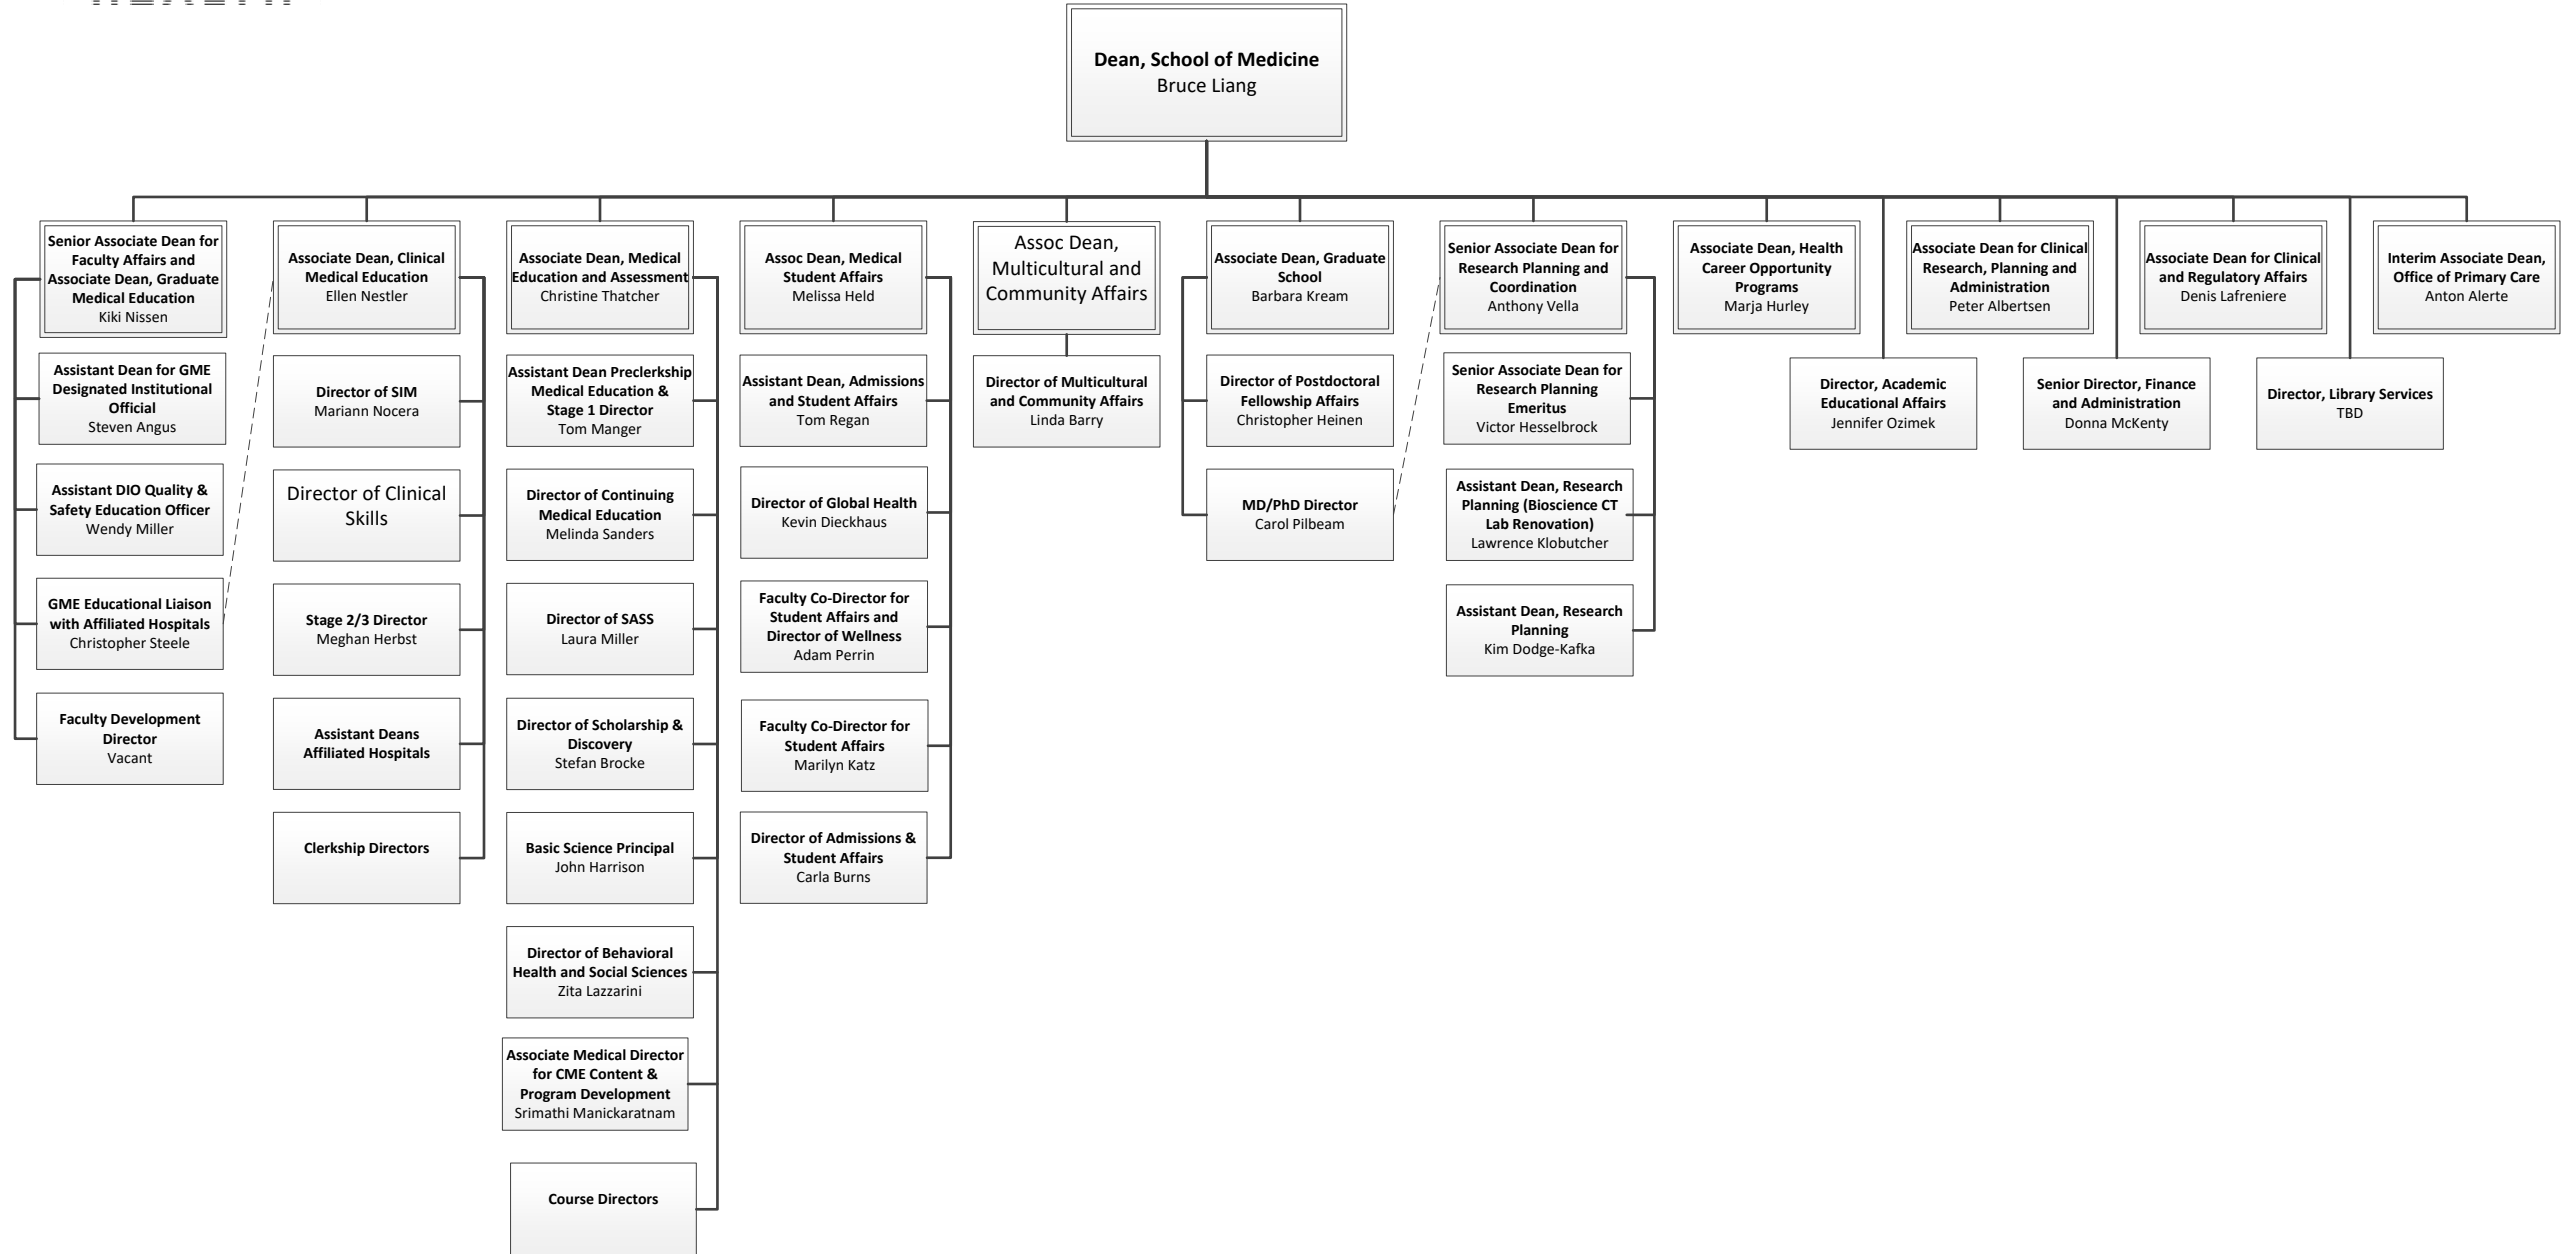 Dean, School of Medicine
Bruce Liang
Senior Associate Dean for
Faculty Affairs and
Associate Dean, Graduate
Medical Education
Kiki Nissen
Assistant Dean for GME
Designated Institutional
Official
Steven Angus
Assistant DIO Quality &
Safety Education Officer
Wendy Miller
GME Educational Liaison
with Affiliated Hospitals
Christopher Steele
Faculty Development
Director
Vacant
Associate Dean, Clinical
Medical Education
Ellen Nestler
Director of SIM
Mariann Nocera
Director of Clinical
Skills
Stage 2/3 Director
Meghan Herbst
Assistant Deans
Affiliated Hospitals
Clerkship Directors
Associate Dean, Medical
Education and Assessment
Christine Thatcher
Assistant Dean Preclerkship
Medical Education &
Stage 1 Director
Tom Manger
Director of Continuing
Medical Education
Melinda Sanders
Director of SASS
Laura Miller
Director of Scholarship &
Discovery
Stefan Brocke
Basic Science Principal
John Harrison
Director of Behavioral
Health and Social Sciences
Zita Lazzarini
Associate Medical Director
for CME Content &
Program Development
Srimathi Manickaratnam
Course Directors
Assoc Dean, Medical
Student Affairs
Melissa Held
Assistant Dean, Admissions
and Student Affairs
Tom Regan
Director of Global Health
Kevin Dieckhaus
Faculty Co-Director for
Student Affairs and
Director of Wellness
Adam Perrin
Faculty Co-Director for
Student Affairs
Marilyn Katz
Director of Admissions &
Student Affairs
Carla Burns
Assoc Dean,
Multicultural and
Community Affairs
Director of Multicultural
and Community Affairs
Linda Barry
Associate Dean, Graduate
School
Barbara Kream
Director of Postdoctoral
Fellowship Affairs
Christopher Heinen
MD/PhD Director
Carol Pilbeam
Senior Associate Dean for
Research Planning and
Coordination
Anthony Vella
Senior Associate Dean for
Research Planning
Emeritus
Victor Hesselbrock
Assistant Dean, Research
Planning (Bioscience CT
Lab Renovation)
Lawrence Klobutcher
Assistant Dean, Research
Planning
Kim Dodge-Kafka
Associate Dean, Health
Career Opportunity
Programs
Marja Hurley
Director, Academic
Educational Affairs
Jennifer Ozimek
Associate Dean for Clinical
Research, Planning and
Administration
Peter Albertsen
Senior Director, Finance
and Administration
Donna McKenty
Associate Dean for Clinical
and Regulatory Affairs
Denis Lafreniere
Director, Library Services
TBD
Interim Associate Dean,
Office of Primary Care
Anton Alerte